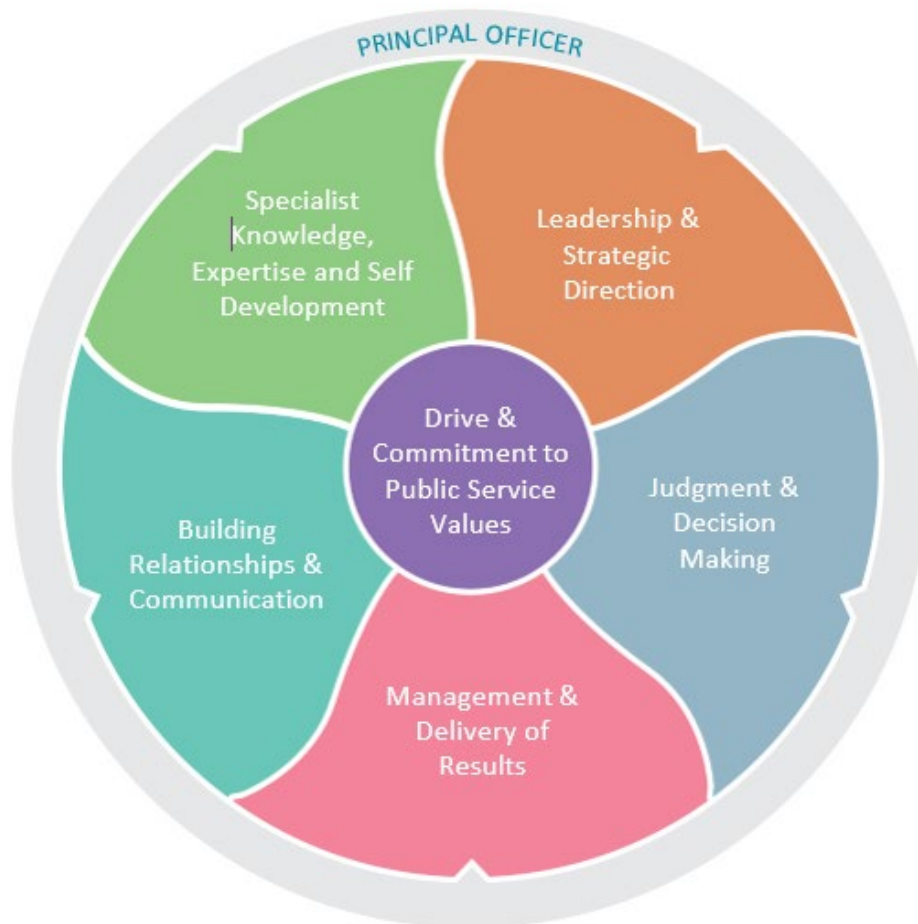 PRINCIPAL OFFICER
Specialist
Knowledge,
Expertise and Self
Development
Leadership &
Strategic
Direction
Drive &
Commitment to
Public Service
Values
Judgment &
Decision
Making
Building
Relationships &
Communication
Management &
Delivery of
Results